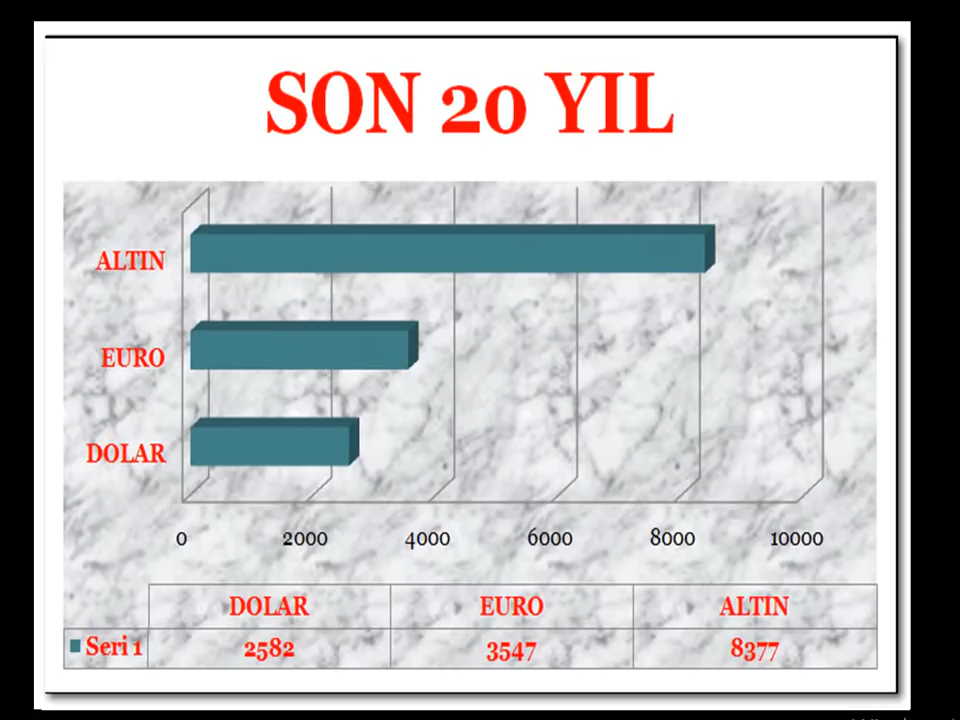 SON 20 YIL
ALTIN
EURO
DOLAR
0 2000 4000 6000 8000 10000
DOLAR EURO ALTIN
Seri 1 2582 3547 8377